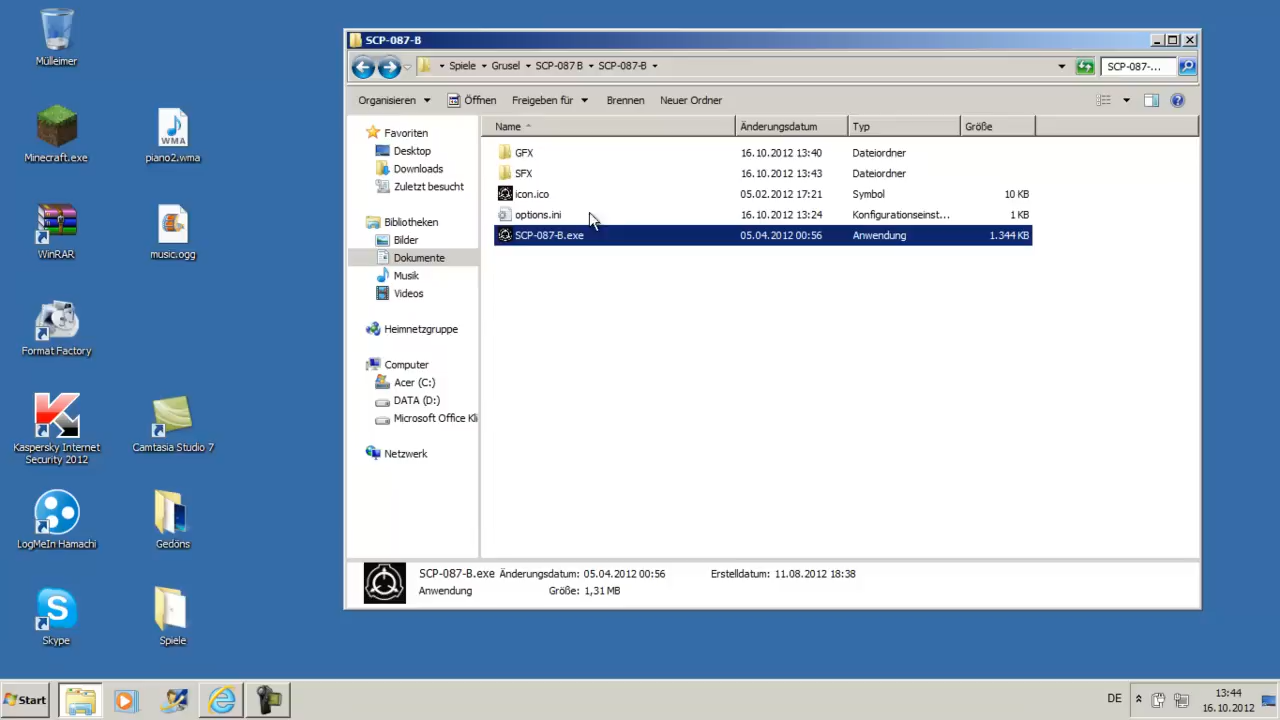 Mülleimer
Minecraft.exe
piano2.wma
WMA
WinRAR
music.ogg
Format Factory
Kaspersky Internet
Security 2012
Camtasia Studio 7
LogMeIn Hamachi
Gedöns
Skype
Spiele
SCP-087-B
Spiele
Grusel
SCP-087 B
SCP-087-B
SCP-087-...
Organisieren
Öffnen
Freigeben für
Brennen
Neuer Ordner
Favoriten
Desktop
Downloads
Zuletzt besucht
Bibliotheken
Bilder
Dokumente
Musik
Videos
Heimnetzgruppe
Computer
Acer (C:)
DATA (D:)
Microsoft Office Kli
Netzwerk
Name Änderungsdatum Typ Größe
GFX 16.10.2012 13:40 Dateiordner
SFX 16.10.2012 13:43 Dateiordner
icon.ico 05.02.2012 17:21 Symbol 10 KB
options.ini 16.10.2012 13:24 Konfigurationseinst... 1 KB
SCP-087-B.exe 05.04.2012 00:56 Anwendung 1.344 KB
SCP-087-B.exe Änderungsdatum: 05.04.2012 00:56 Erstelldatum: 11.08.2012 18:38
Anwendung Größe: 1,31 MB
Start
DE
13:44
16.10.2012